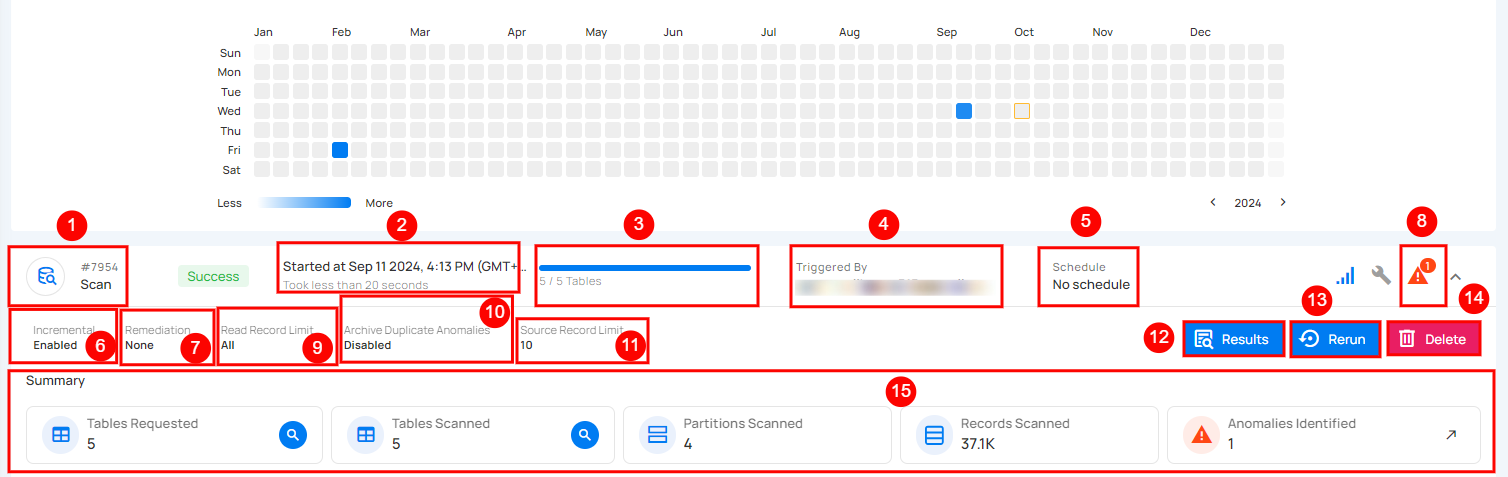 Jan Feb Mar Apr May Jun Jul Aug Sep Oct Nov Dec
Sun
Mon
Tue
Wed
Thu
Fri
Sat
Less More 2024
1 2 3 4 5 8
#7954
Scan
Success
Started at Sep 11 2024, 4:13 PM (GMT+...
Took less than 20 seconds
5 / 5 Tables
Triggered By
Schedule
No schedule
1
Incremental
Enabled
6
Remediation
None
7
Read Record Limit
All
9
Archive Duplicate Anomalies
Disabled
10
Source Record Limit
10
11
12
Results
13
Rerun
14
Delete
Summary
15
Tables Requested
5
Tables Scanned
5
Partitions Scanned
4
Records Scanned
37.1K
Anomalies Identified
1